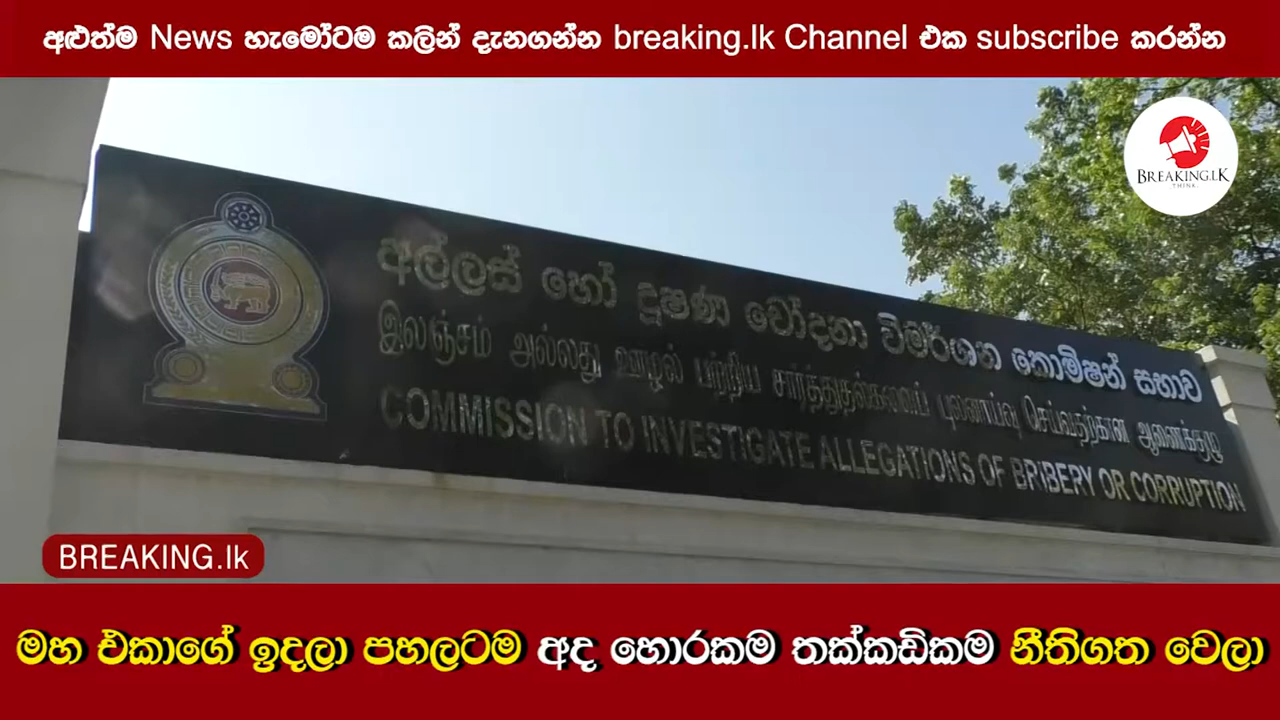 අළුත්ම News හැමෝටම කලින් දැනගන්න breaking.lk Channel එක subscribe කරන්න
BREAKING.LK
THINK.
අල්ලස් හෝ දූෂණ චෝදනා විමර්ශන කොමිෂන් සභාව
இலஞ்சம் அல்லது ஊழல் பற்றிய சார்த்துதல்களைப் புலனாய்வு செய்வதற்கான ஆணைக்குழு
COMMISSION TO INVESTIGATE ALLEGATIONS OF BRIBERY OR CORRUPTION
BREAKING.lk
මහ එකාගේ ඉදලා පහලටම අද හොරකම තක්කඩිකම නීතිගත වෙලා